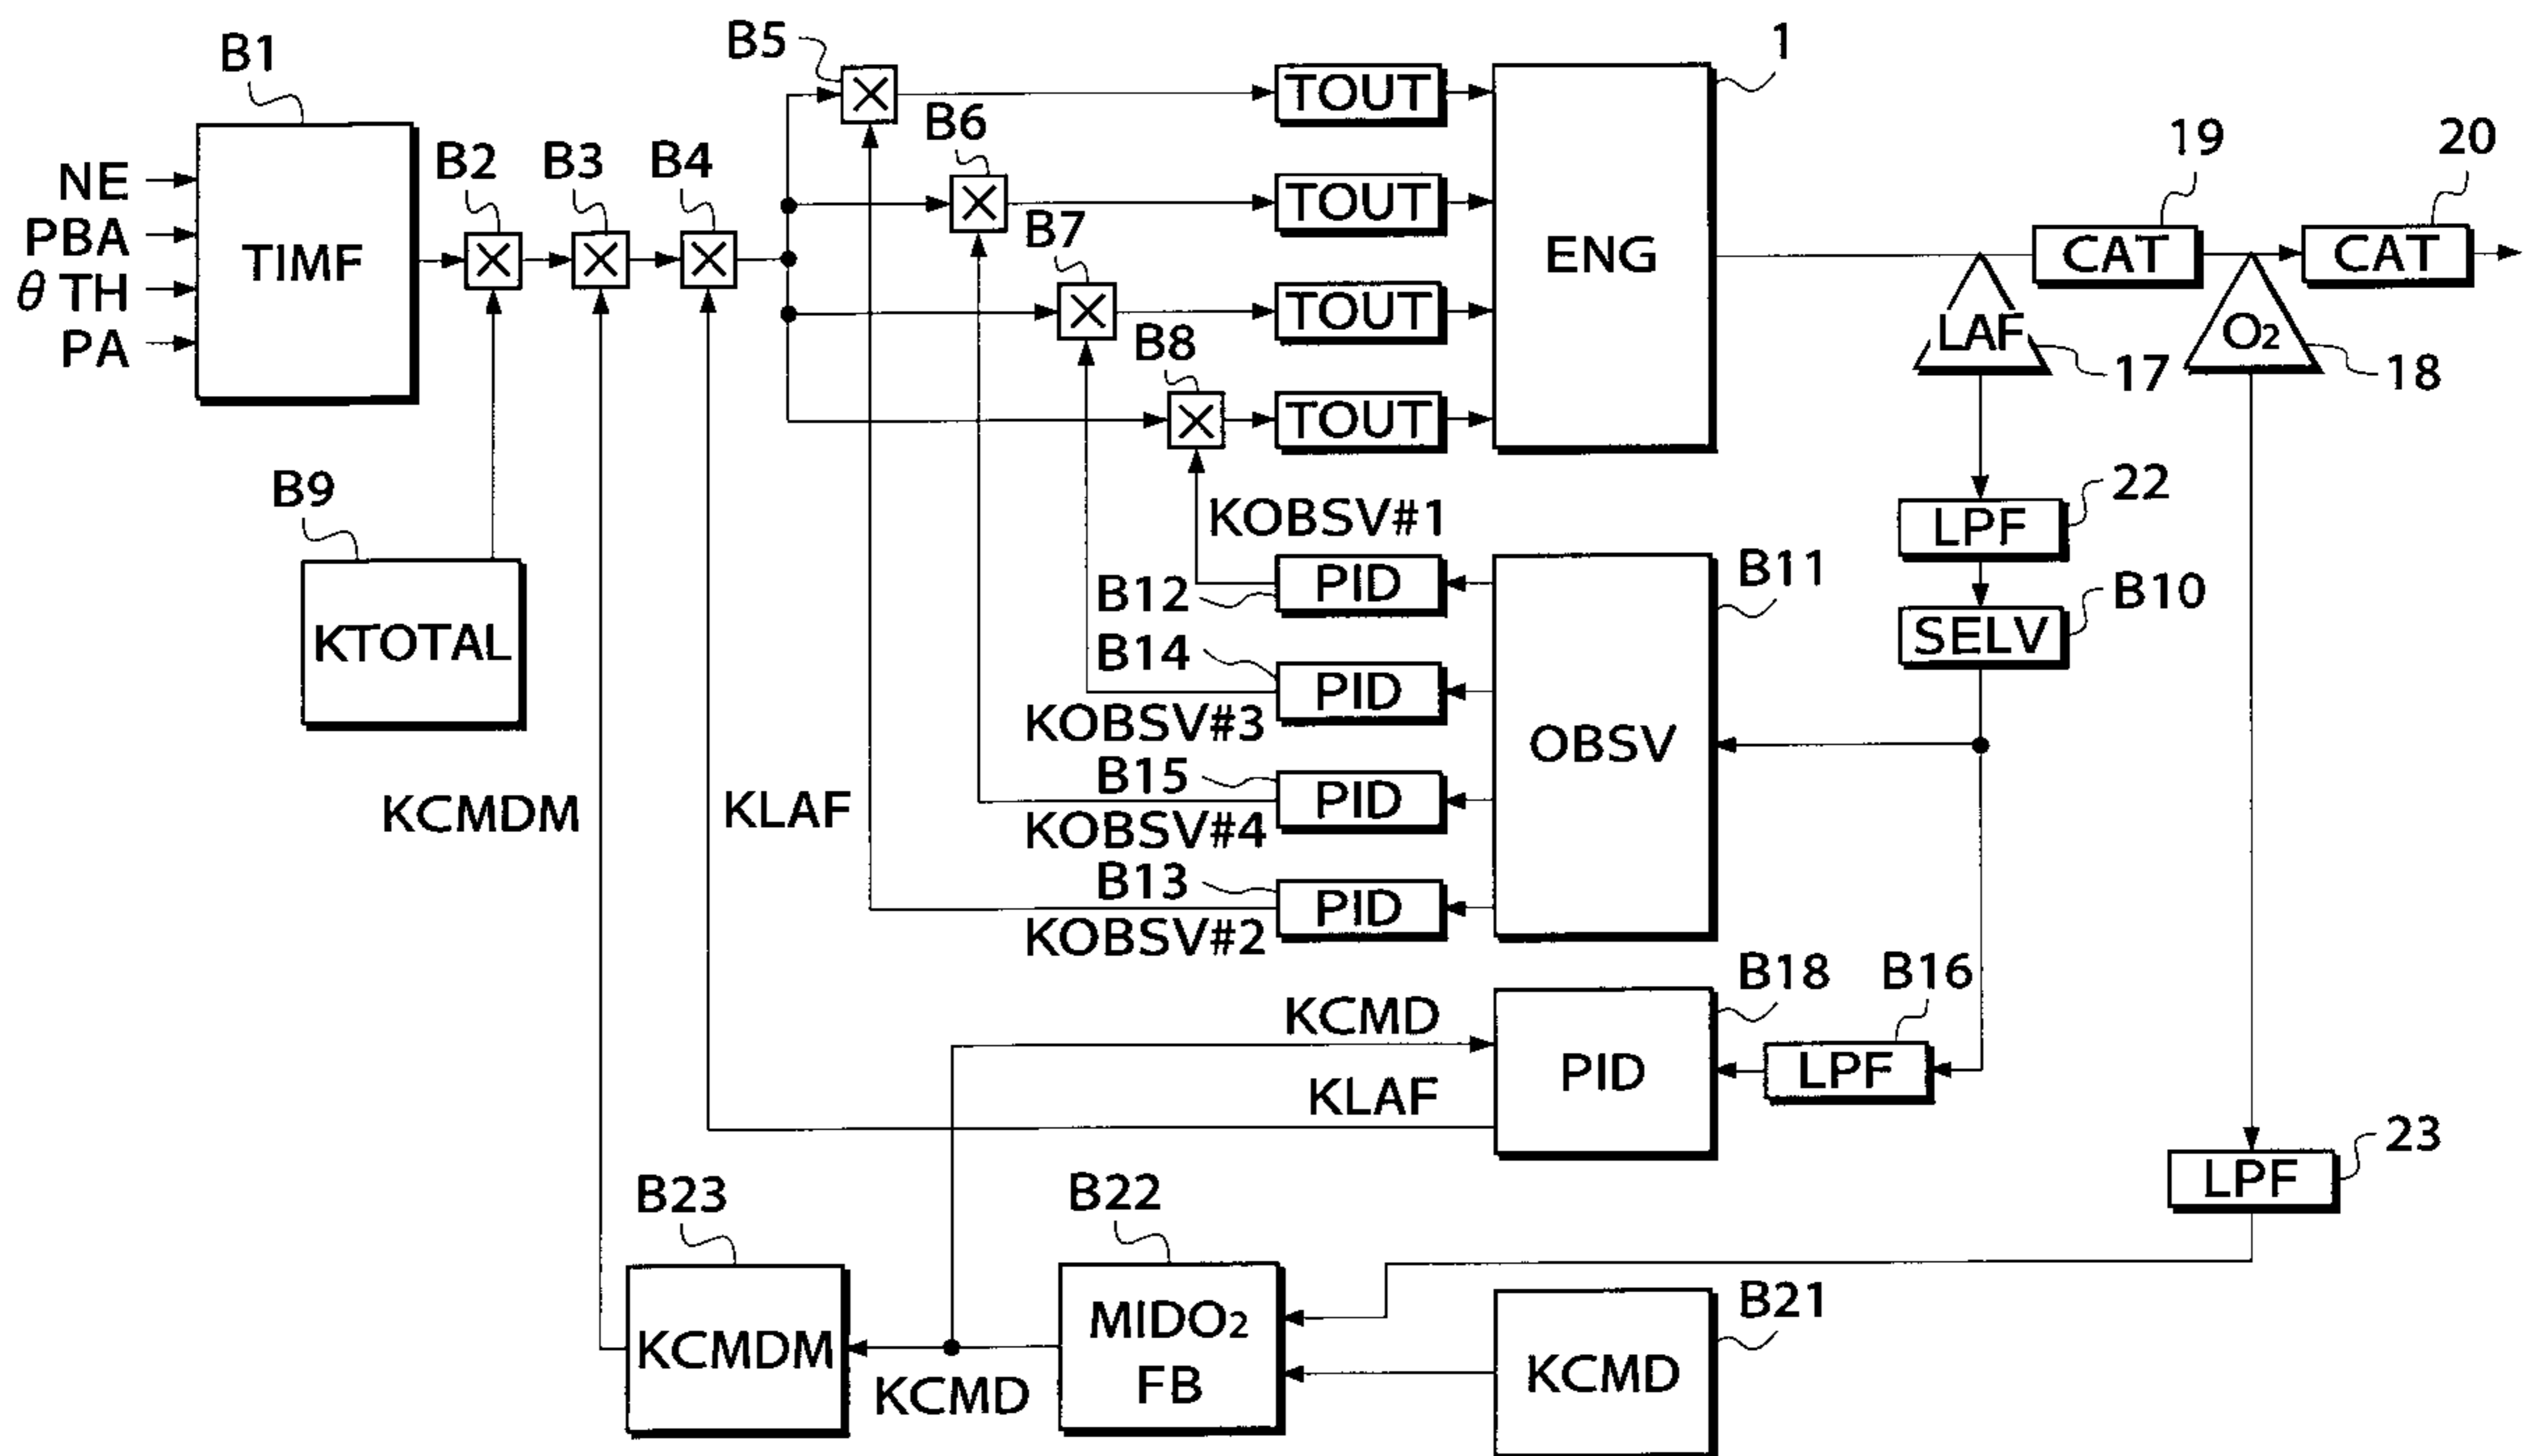 B1
B5
1
TOUT
B6
19
20
NE
B2
B3
B4
TOUT
PBA
TIMF
B7
ENG
CAT
CAT
θ TH
TOUT
LAF
O2
PA
B8
17
18
TOUT
B9
KOBSV#1
22
LPF
B12
PID
B11
B10
KTOTAL
SELV
B14
PID
KOBSV#3
OBSV
KCMDM
KLAF
B15
PID
KOBSV#4
B13
PID
KOBSV#2
B18
B16
KCMD
PID
LPF
KLAF
23
B23
B22
LPF
KCMDM
MIDO2
FB
B21
KCMD
KCMD